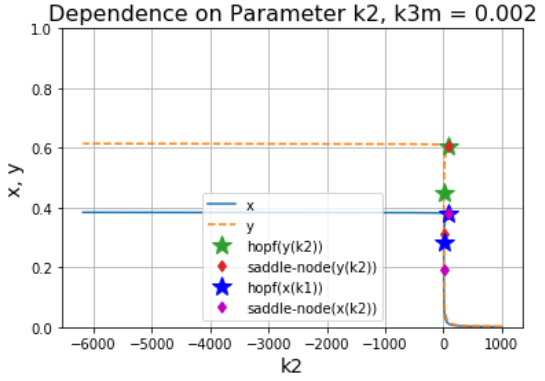 Dependence on Parameter k2, k3m = 0.002
x, y
1.0
0.8
0.6
0.4
0.2
0.0
x
y
hopf(y(k2))
saddle-node(y(k2))
hopf(x(k1))
saddle-node(x(k2))
−6000 −5000 −4000 −3000 −2000 −1000 0 1000
k2